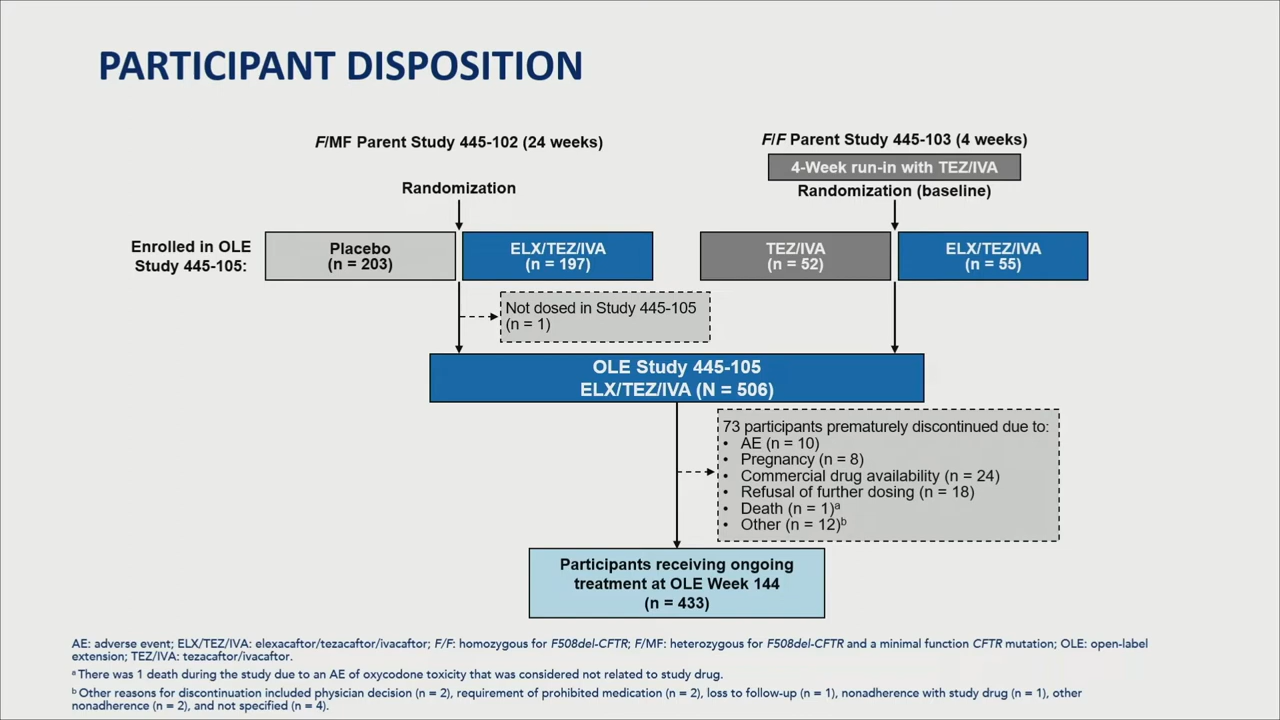 PARTICIPANT DISPOSITION
F/MF Parent Study 445-102 (24 weeks)
Randomization
F/F Parent Study 445-103 (4 weeks)
4-Week run-in with TEZ/IVA
Randomization (baseline)
Enrolled in OLE
Study 445-105:
Placebo
(n = 203)
ELX/TEZ/IVA
(n = 197)
TEZ/IVA
(n = 52)
ELX/TEZ/IVA
(n = 55)
Not dosed in Study 445-105
(n = 1)
OLE Study 445-105
ELX/TEZ/IVA (N = 506)
73 participants prematurely discontinued due to:
• AE (n = 10)
• Pregnancy (n = 8)
• Commercial drug availability (n = 24)
• Refusal of further dosing (n = 18)
• Death (n = 1)ᵃ
• Other (n = 12)ᵇ
Participants receiving ongoing
treatment at OLE Week 144
(n = 433)
AE: adverse event; ELX/TEZ/IVA: elexacaftor/tezacaftor/ivacaftor; F/F: homozygous for F508del-CFTR; F/MF: heterozygous for F508del-CFTR and a minimal function CFTR mutation; OLE: open-label
extension; TEZ/IVA: tezacaftor/ivacaftor.
ᵃ There was 1 death during the study due to an AE of oxycodone toxicity that was considered not related to study drug.
ᵇ Other reasons for discontinuation included physician decision (n = 2), requirement of prohibited medication (n = 2), loss to follow-up (n = 1), nonadherence with study drug (n = 1), other
nonadherence (n = 2), and not specified (n = 4).